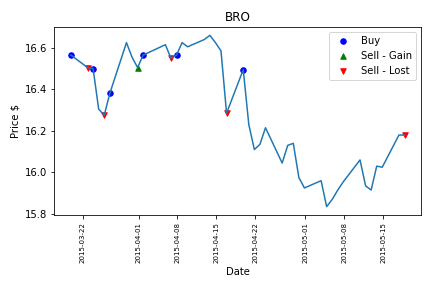 BRO
Buy
Sell - Gain
Sell - Lost
Price $
16.6
16.4
16.2
16.0
15.8
2015-03-22
2015-04-01
2015-04-08
2015-04-15
2015-04-22
2015-05-01
2015-05-08
2015-05-15
Date